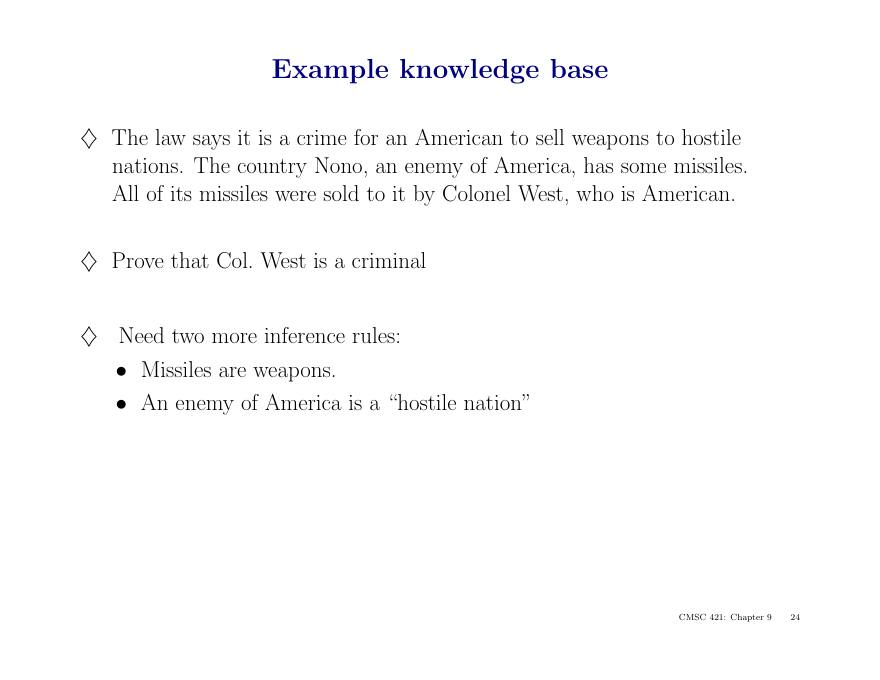 Example knowledge base
♢ The law says it is a crime for an American to sell weapons to hostile
nations. The country Nono, an enemy of America, has some missiles.
All of its missiles were sold to it by Colonel West, who is American.
♢ Prove that Col. West is a criminal
♢ Need two more inference rules:
• Missiles are weapons.
• An enemy of America is a “hostile nation”
CMSC 421: Chapter 9 24